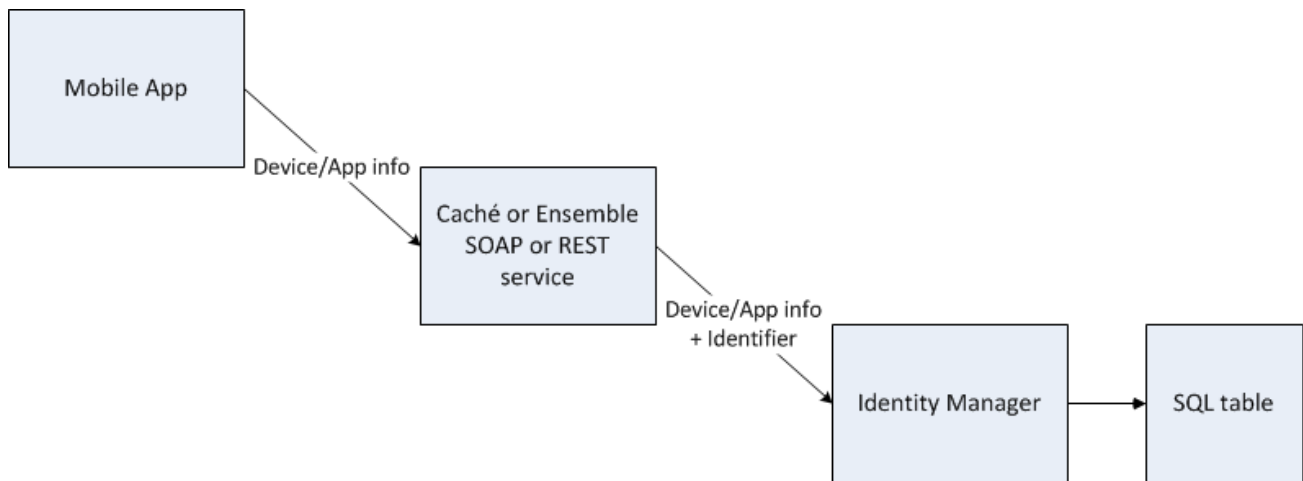 Mobile App
Device/App info
Caché or Ensemble
SOAP or REST
service
Device/App info
+ Identifier
Identity Manager
SQL table